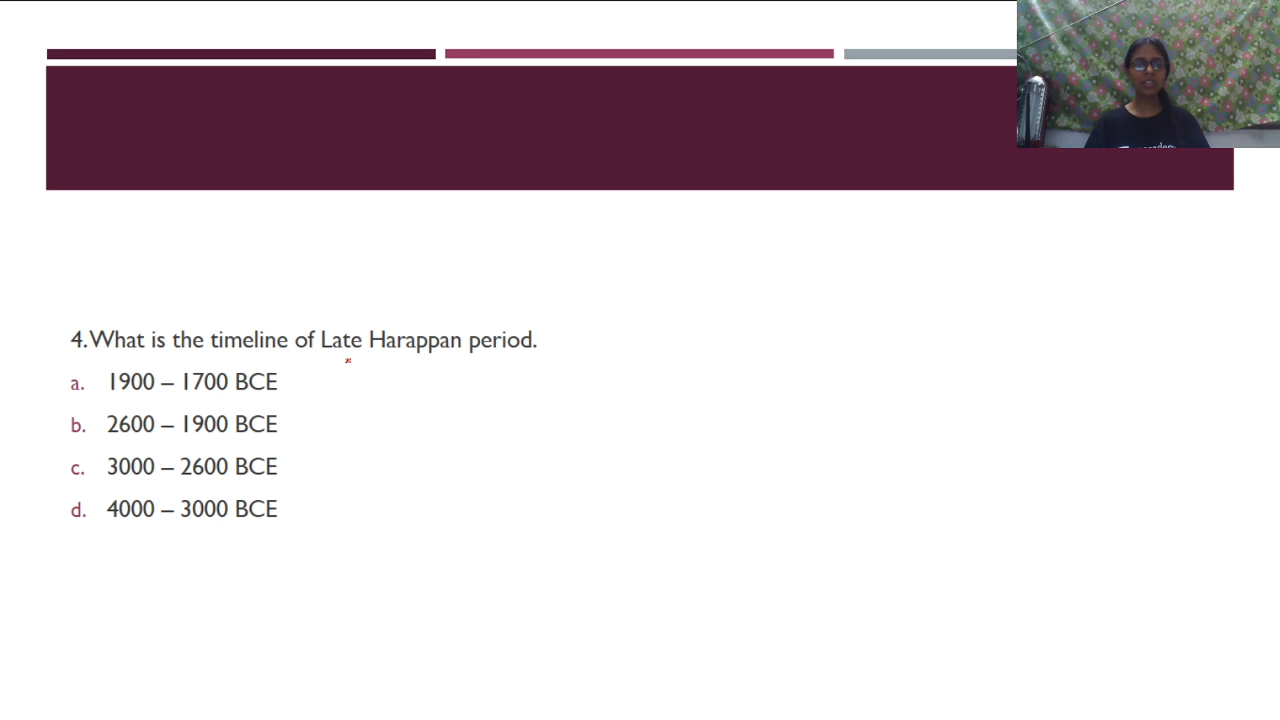 4. What is the timeline of Late Harappan period.
a. 1900 – 1700 BCE
b. 2600 – 1900 BCE
c. 3000 – 2600 BCE
d. 4000 – 3000 BCE